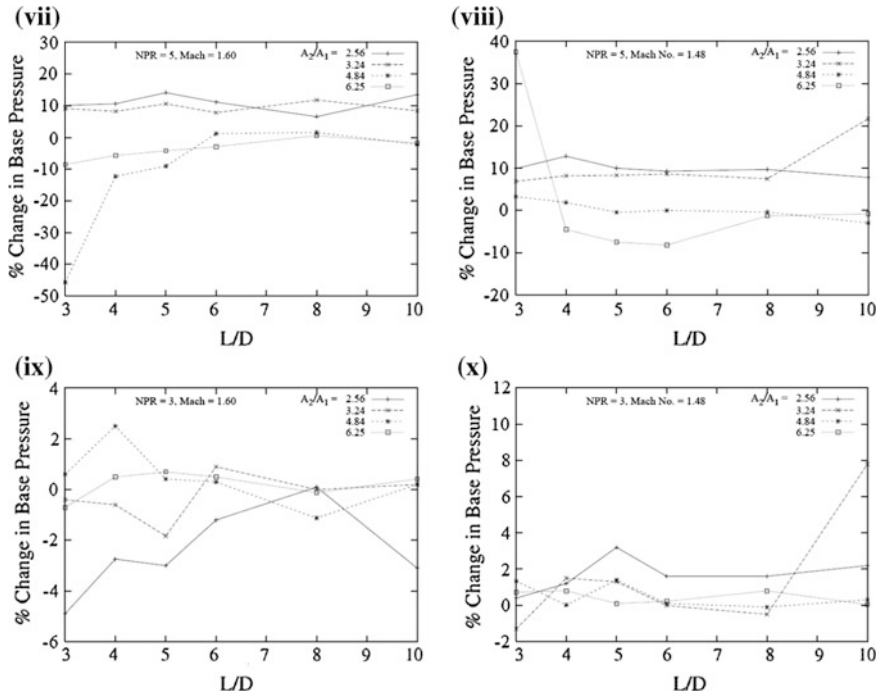 (vii)
NPR = 5, Mach = 1.60
A2/A1 = 2.56
3.24
4.84
6.25
% Change in Base Pressure
30
20
10
0
-10
-20
-30
-40
-50
3 4 5 6 7 8 9 10
L/D
(viii)
NPR = 5, Mach No. = 1.48
A2/A1 = 2.56
3.24
4.84
6.25
% Change in Base Pressure
40
30
20
10
0
-10
-20
3 4 5 6 7 8 9 10
L/D
(ix)
NPR = 3, Mach = 1.60
A2/A1 = 2.56
3.24
4.84
6.25
% Change in Base Pressure
4
2
0
-2
-4
-6
3 4 5 6 7 8 9 10
L/D
(x)
NPR = 3, Mach No. = 1.48
A2/A1 = 2.56
3.24
4.84
6.25
% Change in Base Pressure
12
10
8
6
4
2
0
-2
3 4 5 6 7 8 9 10
L/D